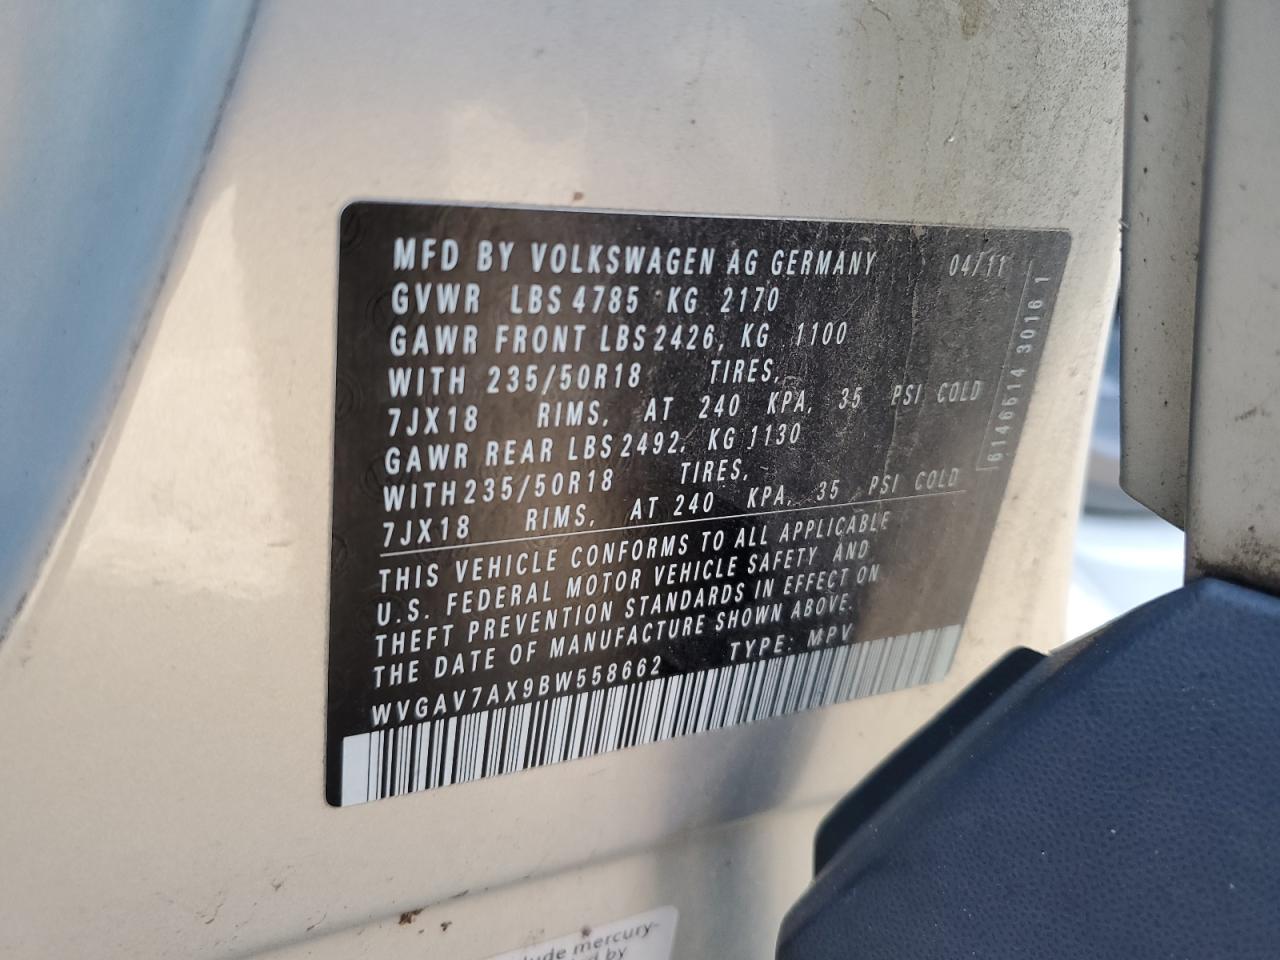 MFD BY VOLKSWAGEN AG GERMANY 04/11
GVWR LBS 4785 KG 2170
GAWR FRONT LBS 2426, KG 1100
WITH 235/50R18 TIRES,
7JX18 RIMS, AT 240 KPA, 35 PSI COLD
GAWR REAR LBS 2492, KG 1130
WITH 235/50R18 TIRES,
7JX18 RIMS, AT 240 KPA, 35 PSI COLD
THIS VEHICLE CONFORMS TO ALL APPLICABLE
U.S. FEDERAL MOTOR VEHICLE SAFETY AND
THEFT PREVENTION STANDARDS IN EFFECT ON
THE DATE OF MANUFACTURE SHOWN ABOVE.
WVGAV7AX9BW558662 TYPE: MPV
6146614 3016 1
mercury-
by